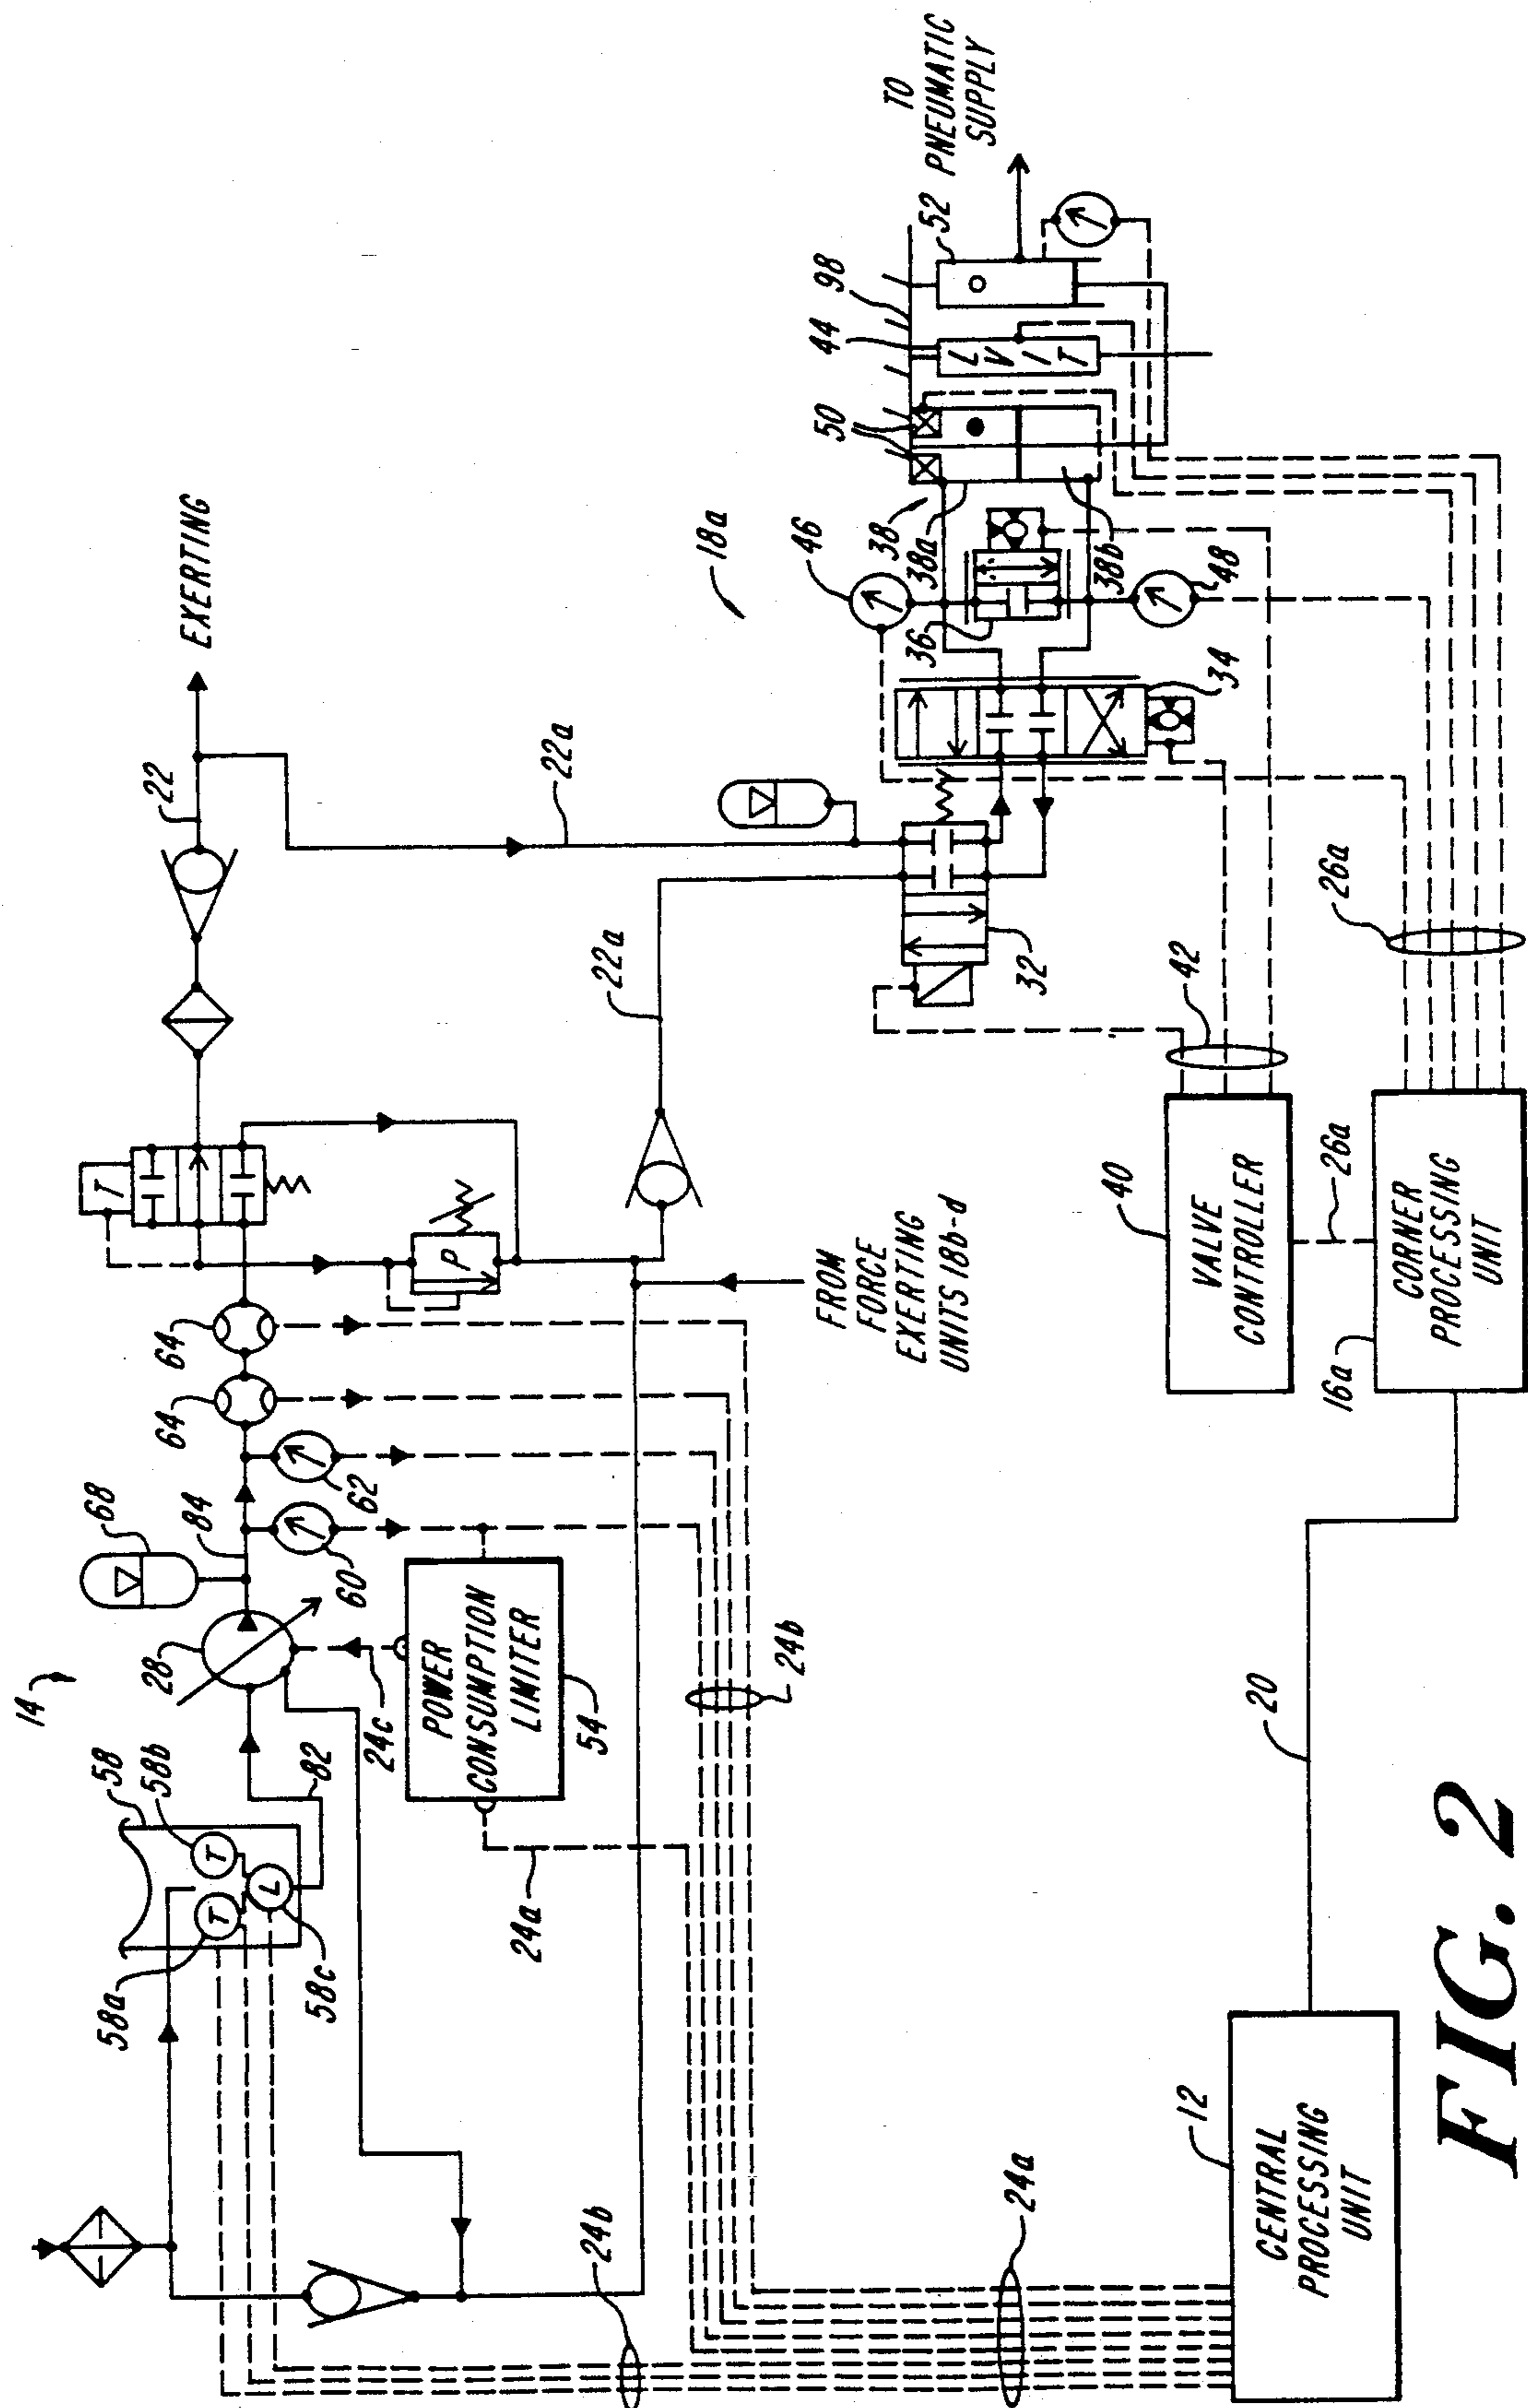 14
58
58b
58a
58c
82
28
68
84
60
62
64
64
T
T
L
T
P
22
EXERTING
24c
POWER
CONSUMPTION
LIMITER
54
24a
24b
24b
24a
22a
22a
FROM
FORCE
EXERTING
UNITS 18b-d
18a
46
38
38a
38b
36
48
34
32
50
44
L
V
I
T
98
52
TO
PNEUMATIC
SUPPLY
42
40
VALVE
CONTROLLER
26a
26a
16a
CORNER
PROCESSING
UNIT
20
12
CENTRAL
PROCESSING
UNIT
FIG. 2